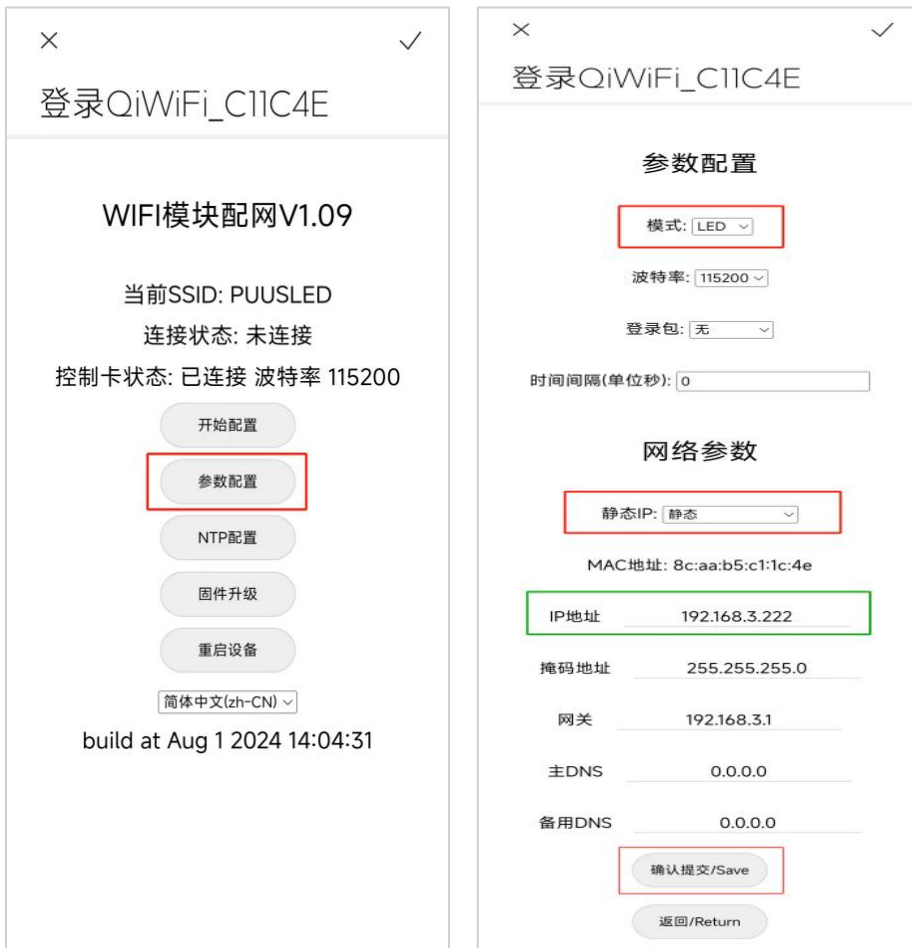 登录QiWiFi_C11C4E
WIFI模块配网V1.09
当前SSID: PUUSLED
连接状态: 未连接
控制卡状态: 已连接 波特率 115200
开始配置
参数配置
NTP配置
固件升级
重启设备
简体中文(zh-CN)
build at Aug 1 2024 14:04:31
登录QiWiFi_C11C4E
参数配置
模式: LED
波特率: 115200
登录包: 无
时间间隔(单位秒): 0
网络参数
静态IP: 静态
MAC地址: 8c:aa:b5:c1:1c:4e
IP地址 192.168.3.222
掩码地址 255.255.255.0
网关 192.168.3.1
主DNS 0.0.0.0
备用DNS 0.0.0.0
确认提交/Save
返回/Return